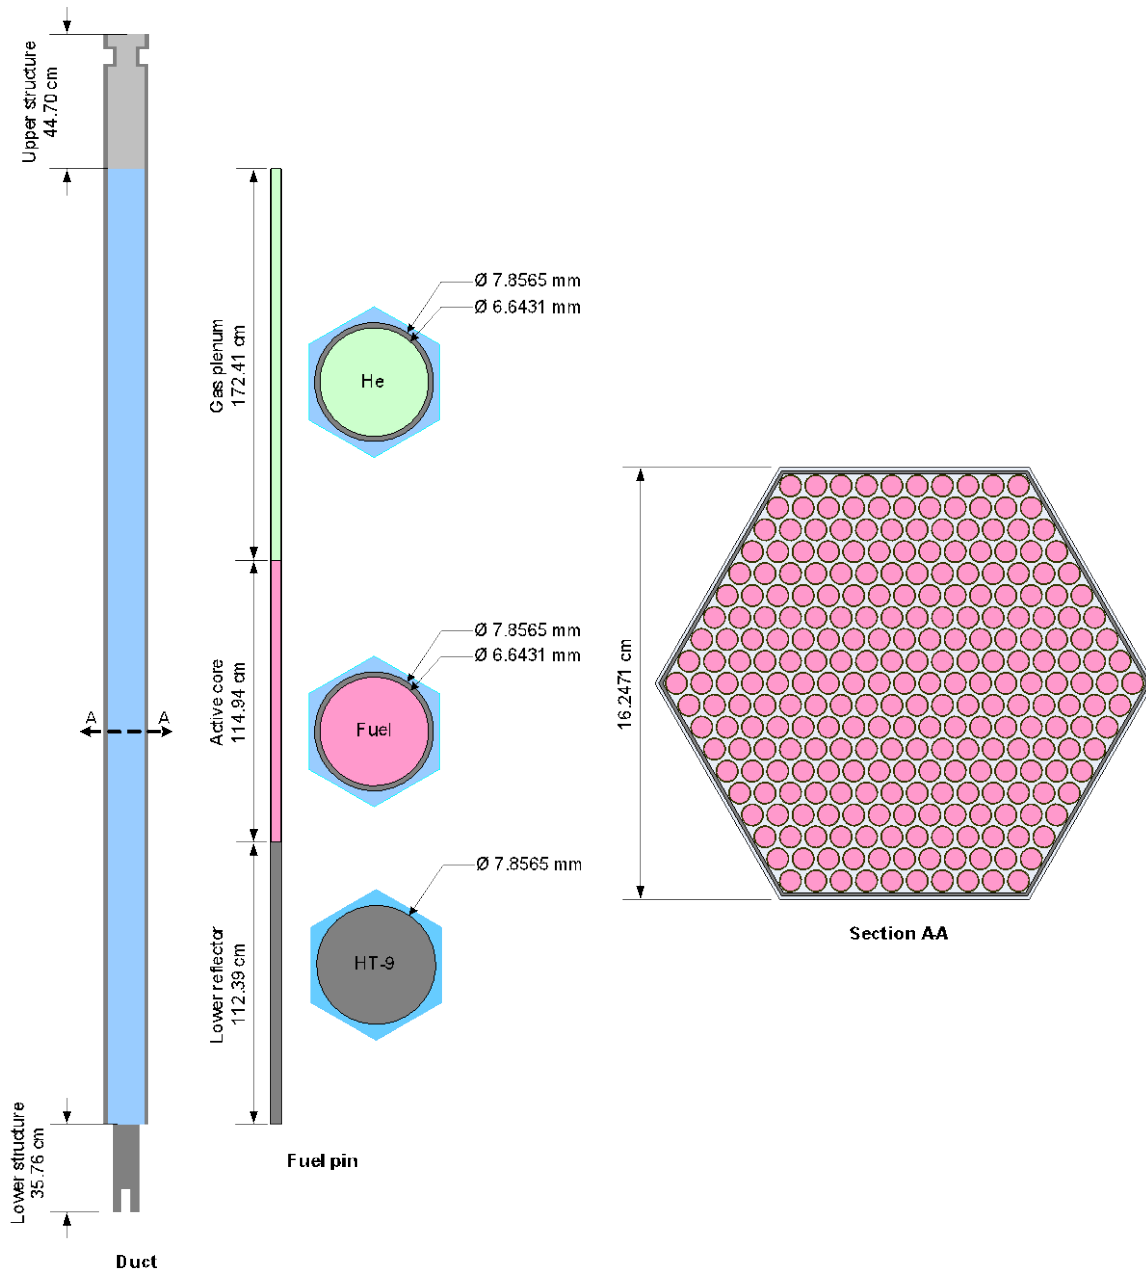 Upper structure
44.70 cm
Gas plenum
172.41 cm
Ø 7.8565 mm
Ø 6.6431 mm
He
A
A
Active core
114.94 cm
Ø 7.8565 mm
Ø 6.6431 mm
Fuel
16.2471 cm
Section AA
Lower reflector
112.39 cm
Ø 7.8565 mm
HT-9
Lower structure
35.76 cm
Fuel pin
Duct